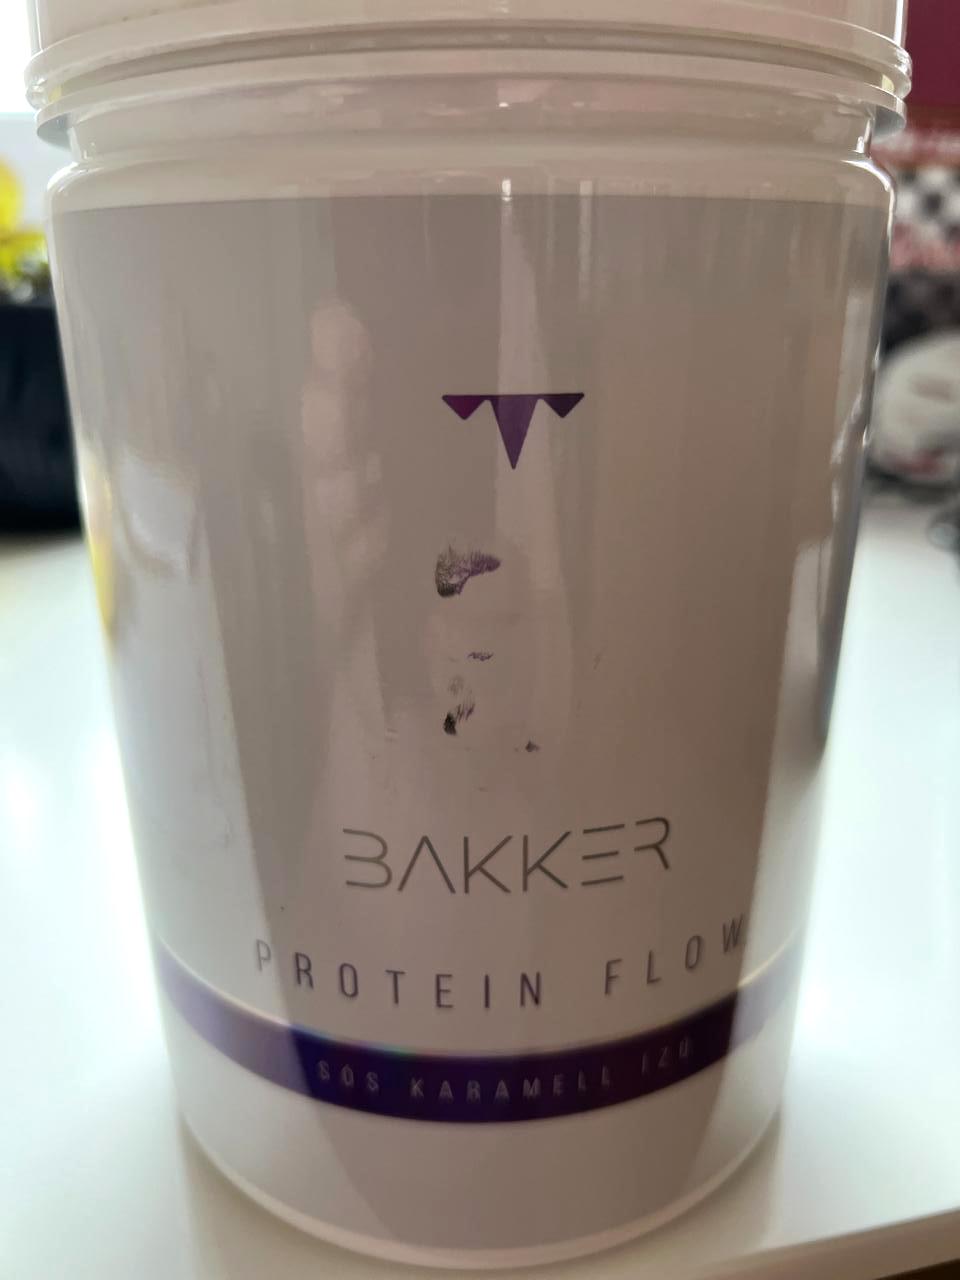 BAKKER
PROTEIN FLOW
SÓS KARAMELL ÍZŰ